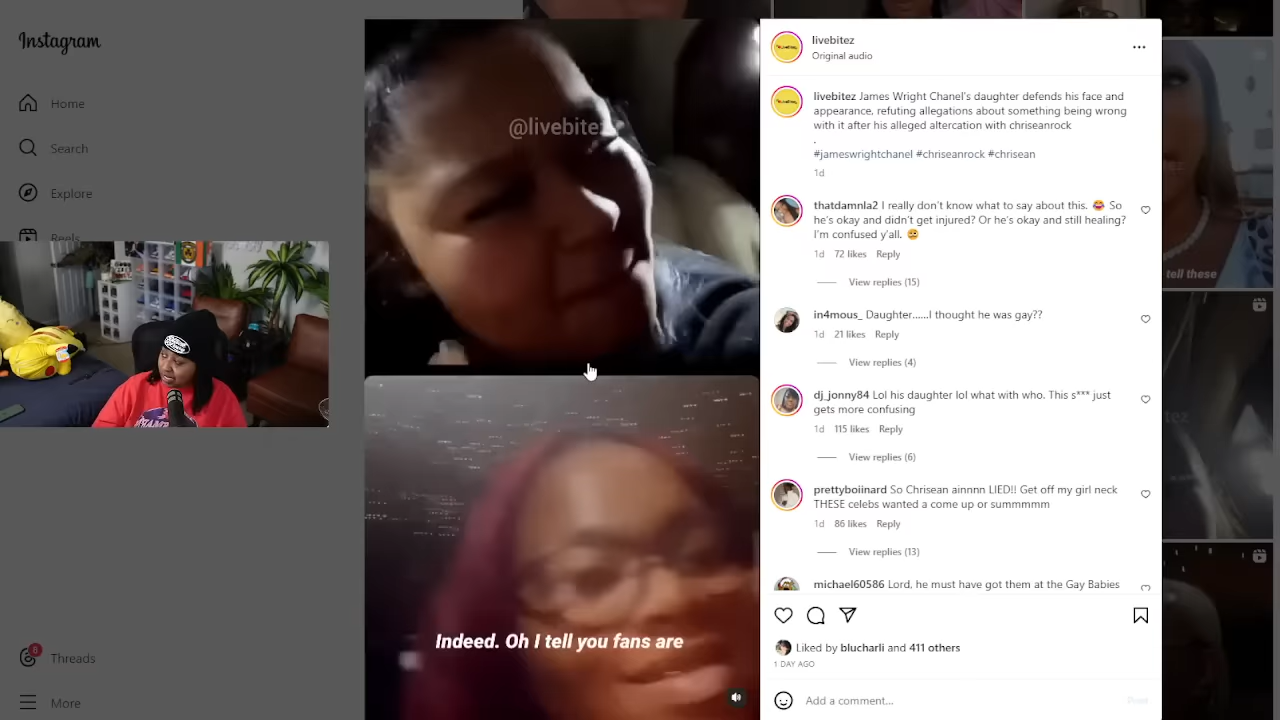 Instagram
Home
Search
Explore
Reels
8
Threads
More
@livebitez
Indeed. Oh I tell you fans are
livebitez
Original audio
livebitez James Wright Chanel's daughter defends his face and
appearance, refuting allegations about something being wrong
with it after his alleged altercation with chriseanrock
.
#jameswrightchanel #chriseanrock #chrisean
1d
thatdamnla2 I really don't know what to say about this. 😂 So
he's okay and didn't get injured? Or he's okay and still healing?
I'm confused y'all. 😕
1d 72 likes Reply
View replies (15)
in4mous_ Daughter......I thought he was gay??
1d 21 likes Reply
View replies (4)
dj_jonny84 Lol his daughter lol what with who. This s*** just
gets more confusing
1d 115 likes Reply
View replies (6)
prettyboiinard So Chrisean ainnnn LIED!! Get off my girl neck
THESE celebs wanted a come up or summmmm
1d 86 likes Reply
View replies (13)
michael60586 Lord, he must have got them at the Gay Babies
Liked by blucharli and 411 others
1 DAY AGO
Add a comment...
Post
tell these